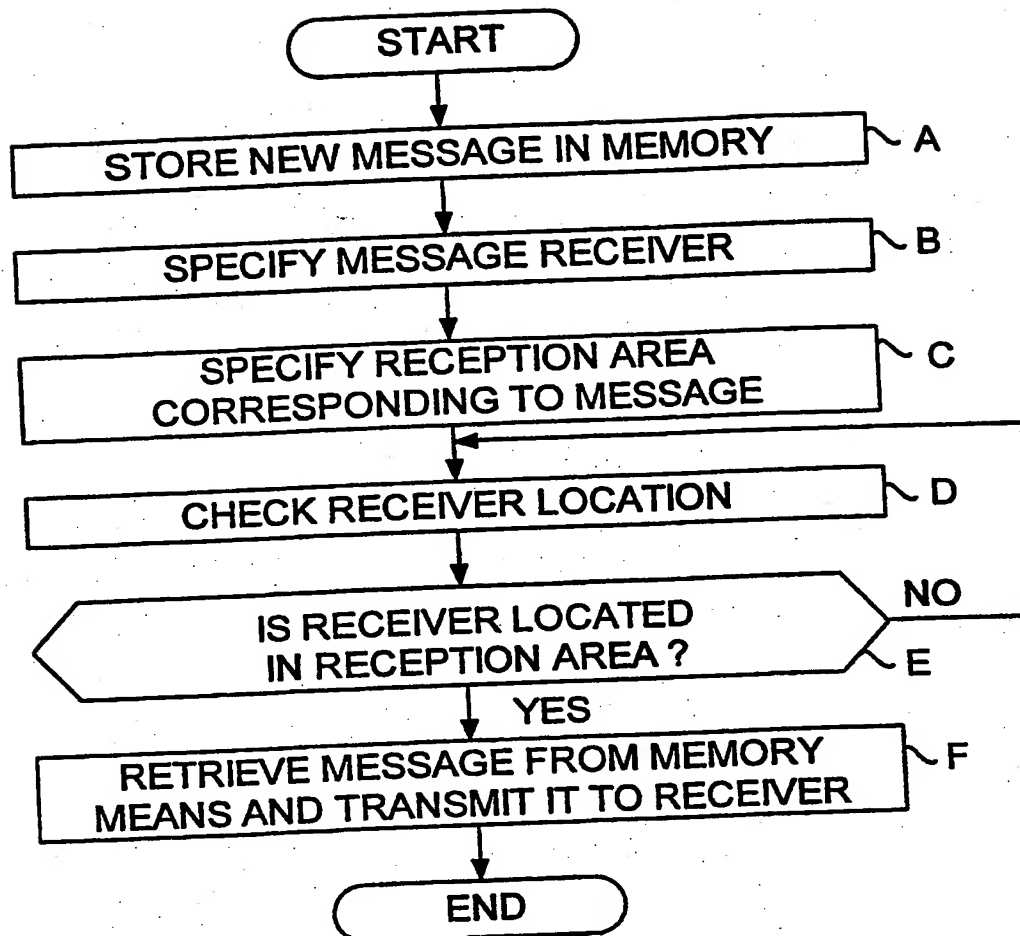 START
STORE NEW MESSAGE IN MEMORY
A
SPECIFY MESSAGE RECEIVER
B
SPECIFY RECEPTION AREA
CORRESPONDING TO MESSAGE
C
CHECK RECEIVER LOCATION
D
IS RECEIVER LOCATED
IN RECEPTION AREA ?
NO
E
YES
RETRIEVE MESSAGE FROM MEMORY
MEANS AND TRANSMIT IT TO RECEIVER
F
END